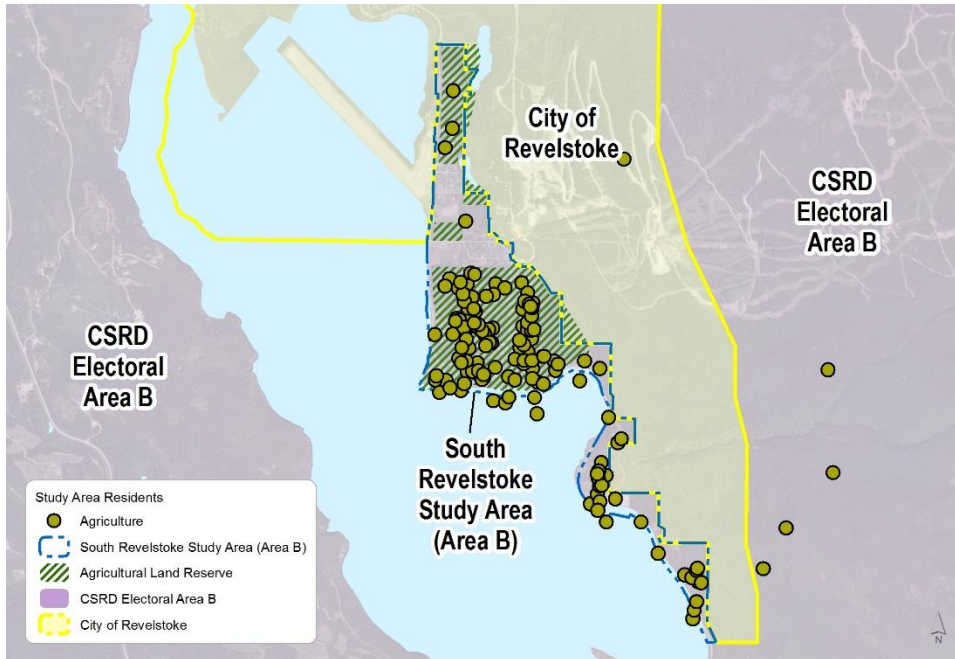 City of
Revelstoke
CSRD
Electoral
Area B
CSRD
Electoral
Area B
South
Revelstoke
Study Area
(Area B)
Study Area Residents
Agriculture
South Revelstoke Study Area (Area B)
Agricultural Land Reserve
CSRD Electoral Area B
City of Revelstoke
N